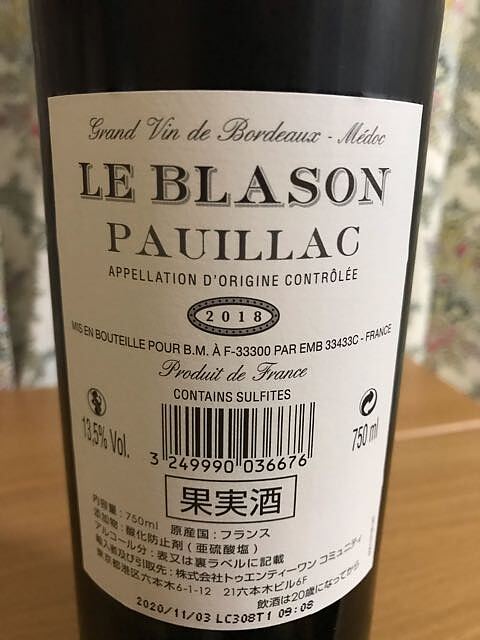 Grand Vin de Bordeaux - Médoc
LE BLASON
PAUILLAC
APPELLATION D'ORIGINE CONTRÔLÉE
2018
MIS EN BOUTEILLE POUR B.M. À F-33300 PAR EMB 33433C - FRANCE
Produit de France
CONTAINS SULFITES
13,5% Vol.
750 ml
3 249990 036676
果実酒
内容量:750ml 原産国:フランス
添加物:酸化防止剤(亜硫酸塩)
アルコール分:表又は裏ラベルに記載
輸入者及び引取先:株式会社トゥエンティーワン コミュニティ
東京都港区六本木6-1-12 21六本木ビル6F
飲酒は20歳になってから
2020/11/03 LC308T1 09:08